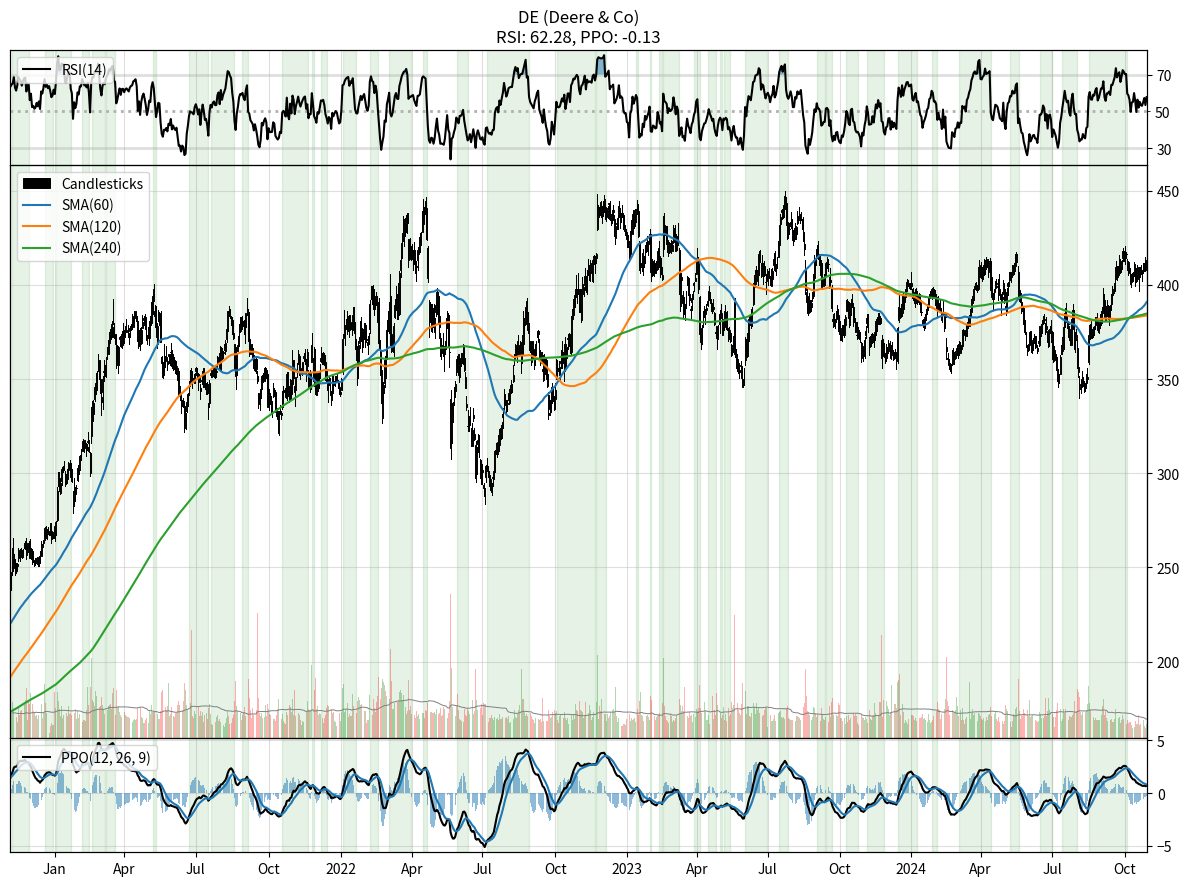 DE (Deere & Co)
RSI: 62.28, PPO: -0.13
RSI(14)
70
50
30
Candlesticks
SMA(60)
SMA(120)
SMA(240)
450
400
350
300
250
200
PPO(12, 26, 9)
5
0
−5
Jan Apr Jul Oct 2022 Apr Jul Oct 2023 Apr Jul Oct 2024 Apr Jul Oct